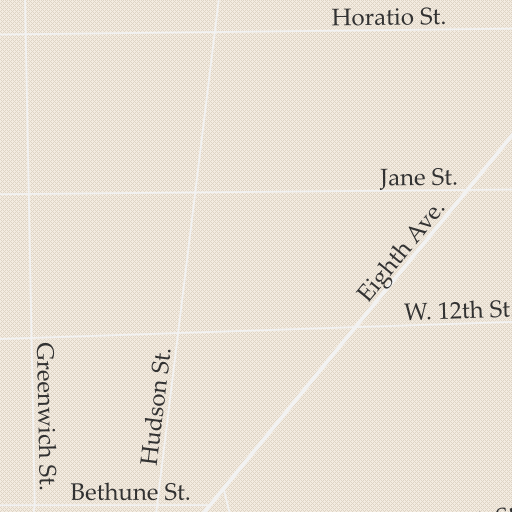 Horatio St.
Jane St.
Eighth Ave.
W. 12th St
Greenwich St.
Hudson St.
Bethune St.